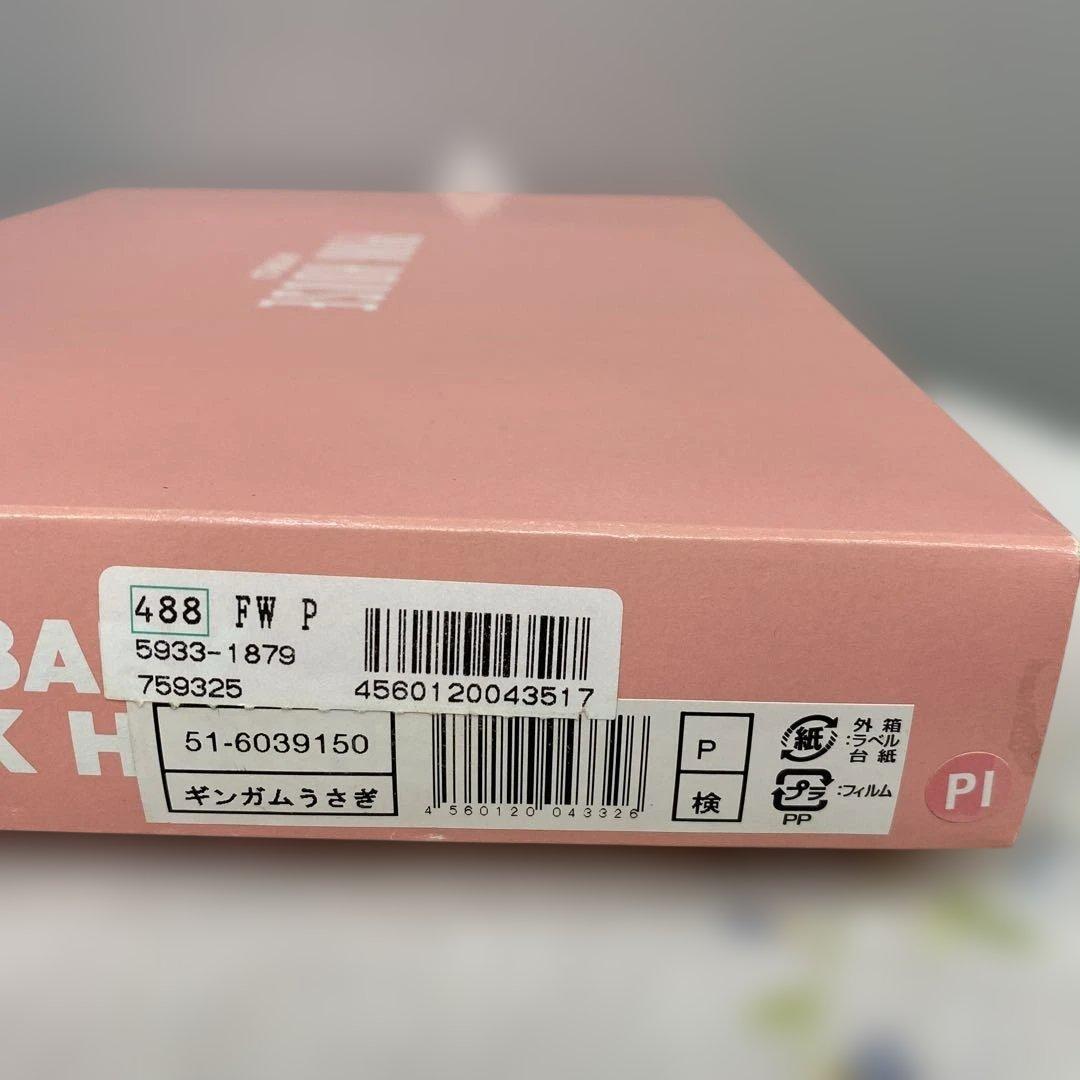 488 FW P
5933-1879
759325
4560120043517
BA
K H
51-6039150
ギンガムうさぎ
4 560120 043326
P
検
紙
外箱
:ラベル
台紙
プラ
:フィルム
PP
PI